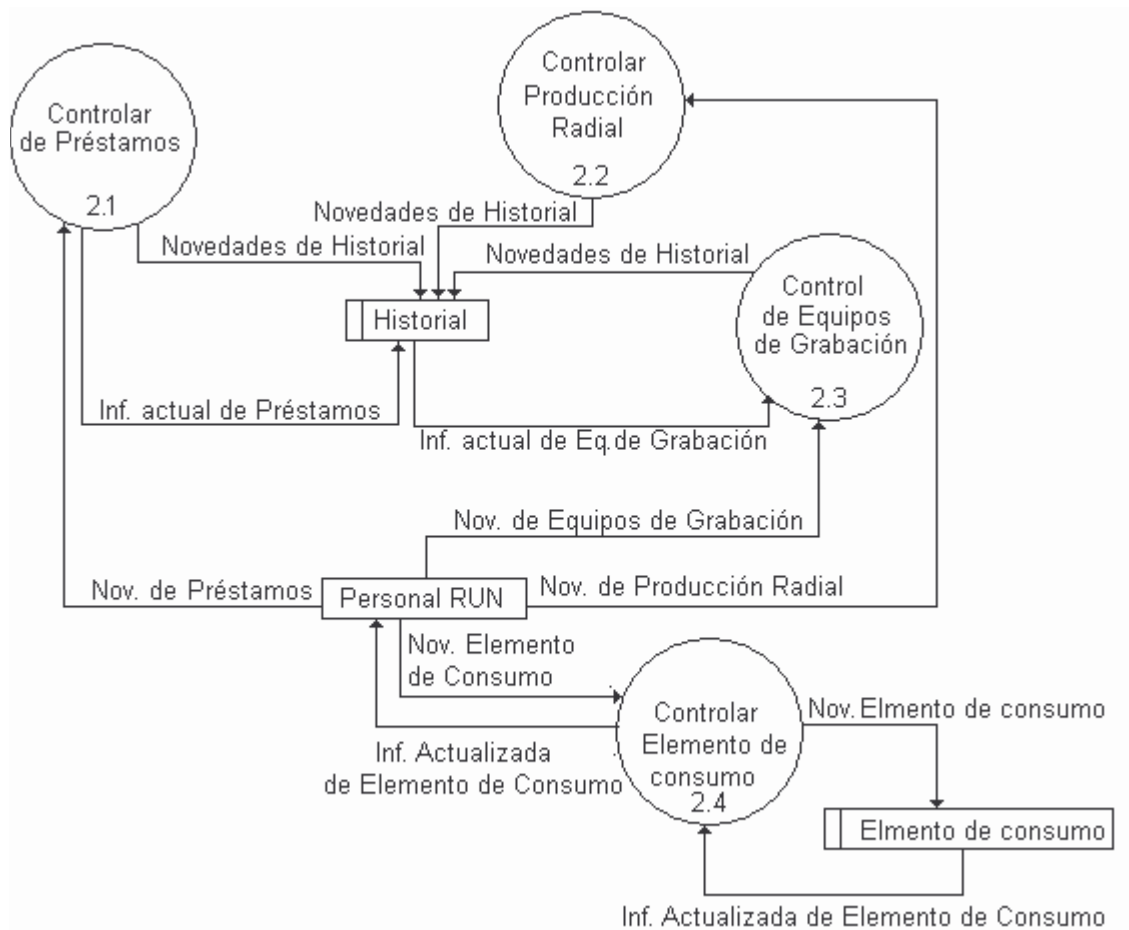 Controlar
de Préstamos
2.1
Controlar
Producción
Radial
2.2
Novedades de Historial
Novedades de Historial
Novedades de Historial
Control
de Equipos
de Grabación
2.3
Historial
Inf. actual de Préstamos
Inf. actual de Eq.de Grabación
Nov. de Equipos de Grabación
Nov. de Préstamos
Personal RUN
Nov. de Producción Radial
Nov. Elemento
de Consumo
Inf. Actualizada
de Elemento de Consumo
Controlar
Elemento de
consumo
2.4
Nov. Elmento de consumo
Elmento de consumo
Inf. Actualizada de Elemento de Consumo